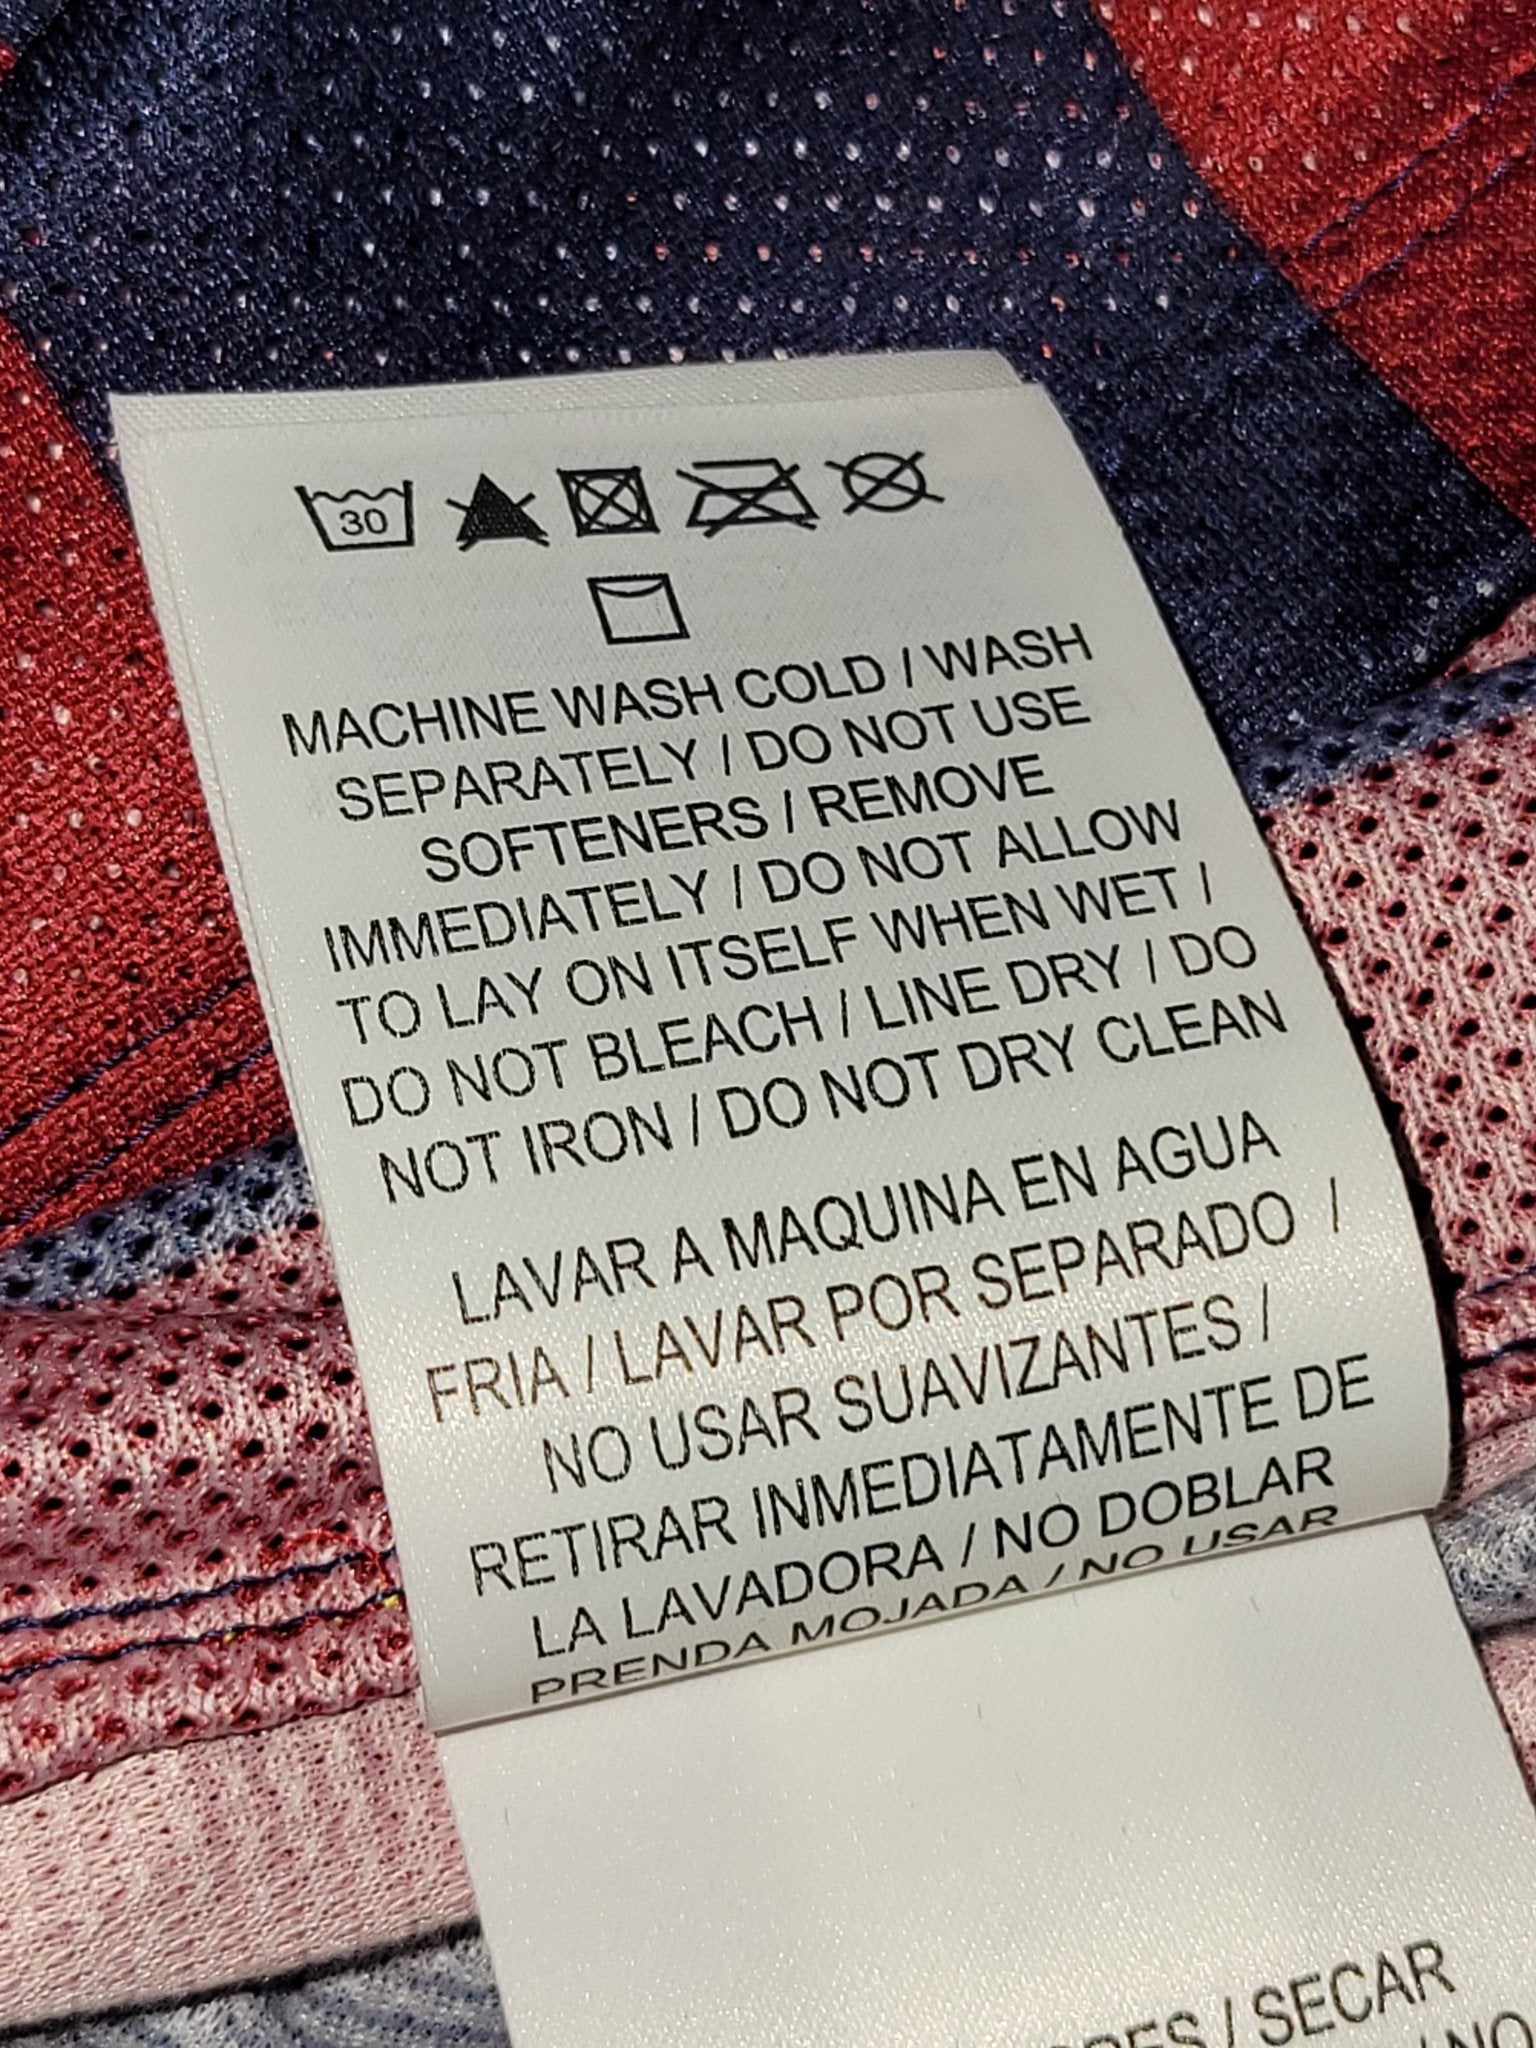 30
MACHINE WASH COLD / WASH
SEPARATELY / DO NOT USE
SOFTENERS / REMOVE
IMMEDIATELY / DO NOT ALLOW
TO LAY ON ITSELF WHEN WET /
DO NOT BLEACH / LINE DRY / DO
NOT IRON / DO NOT DRY CLEAN
LAVAR A MAQUINA EN AGUA
FRIA / LAVAR POR SEPARADO /
NO USAR SUAVIZANTES /
RETIRAR INMEDIATAMENTE DE
LA LAVADORA / NO DOBLAR
PRENDA MOJADA / NO USAR
/ SECAR
/ NO